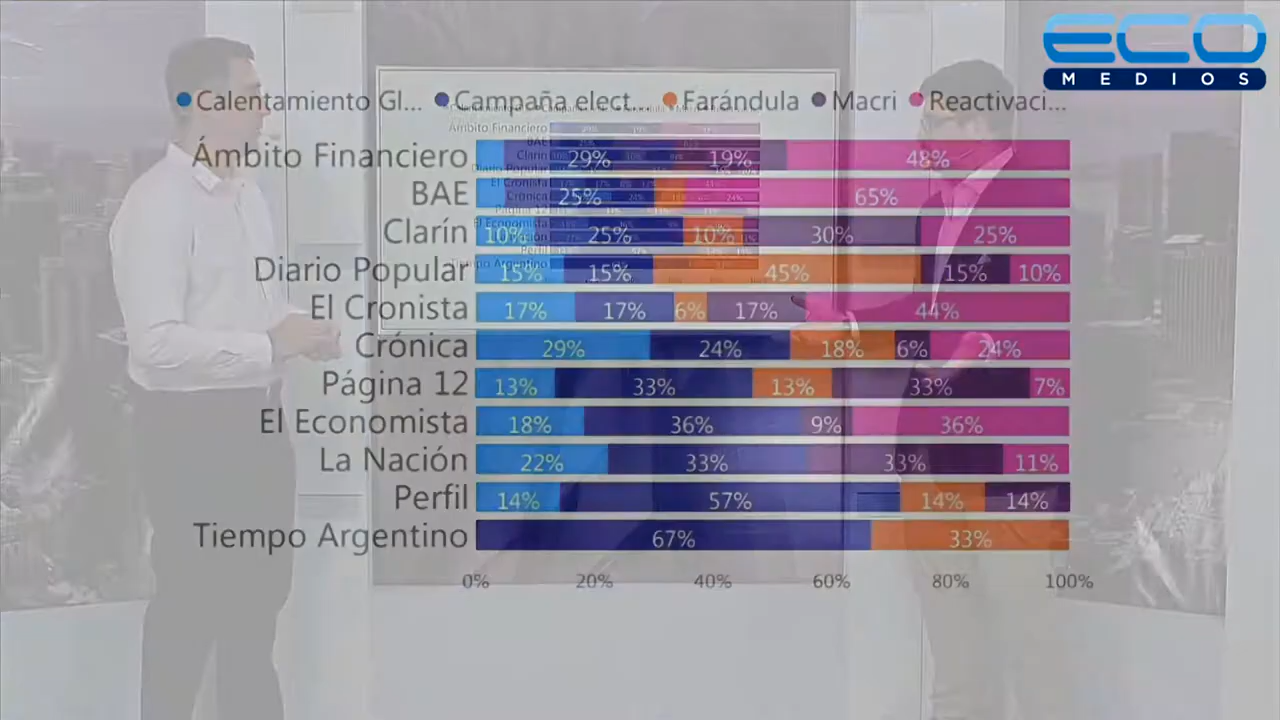 ECO
MEDIOS
Calentamiento Gl... Campaña elect... Farándula Macri Reactivaci...
Ámbito Financiero 29% 19% 48%
BAE 25% 65%
Clarín 10% 25% 10% 30% 25%
Diario Popular 15% 15% 45% 15% 10%
El Cronista 17% 17% 6% 17% 44%
Crónica 29% 24% 18% 6% 24%
Página 12 13% 33% 13% 33% 7%
El Economista 18% 36% 9% 36%
La Nación 22% 33% 33% 11%
Perfil 14% 57% 14% 14%
Tiempo Argentino 67% 33%
0% 20% 40% 60% 80% 100%